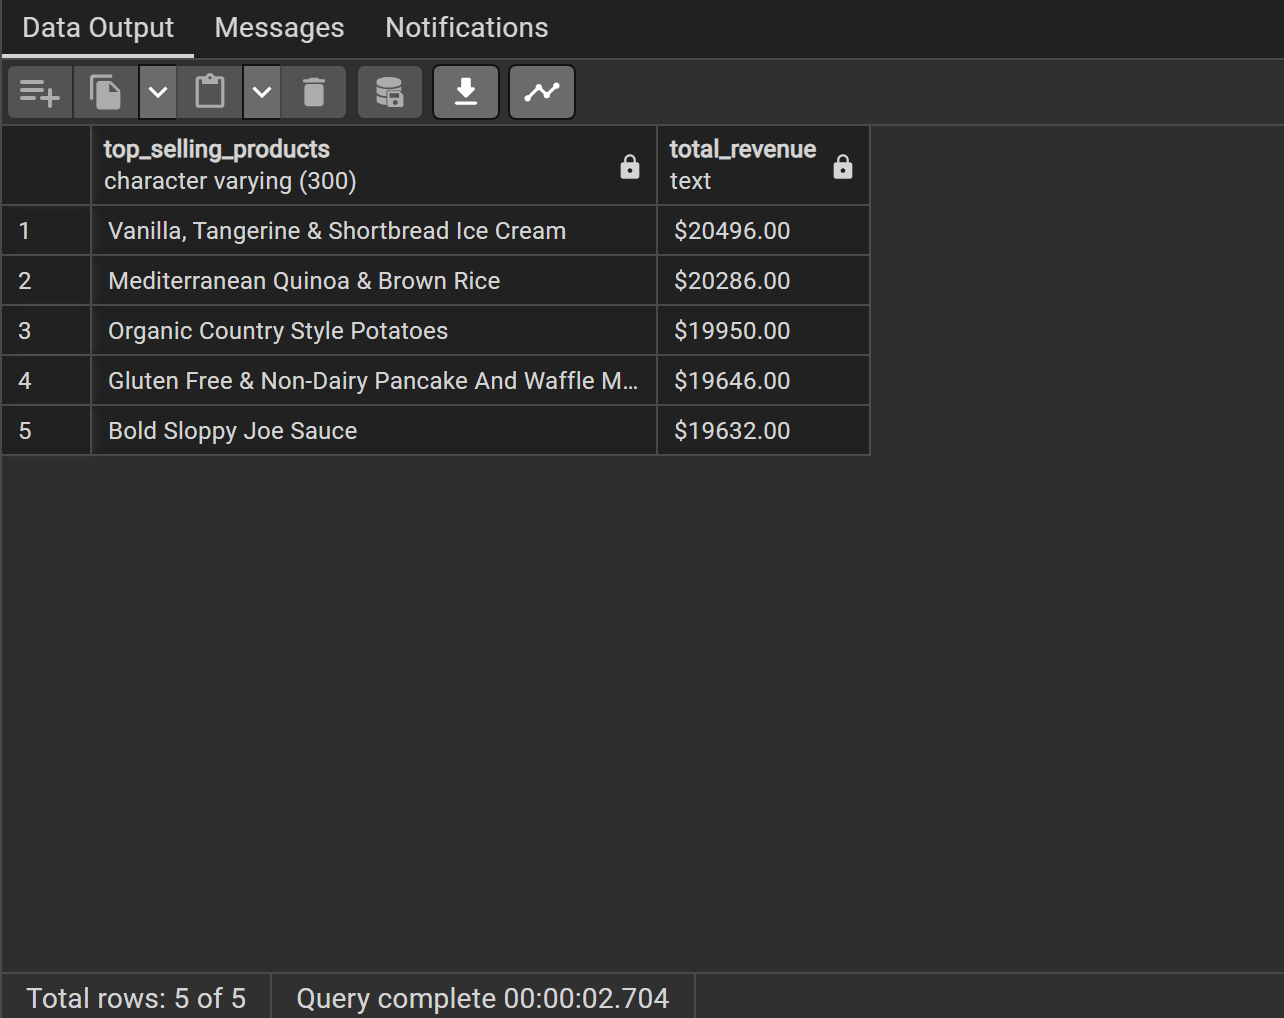 Data Output Messages Notifications
top_selling_products total_revenue
character varying (300) text
1 Vanilla, Tangerine & Shortbread Ice Cream $20496.00
2 Mediterranean Quinoa & Brown Rice $20286.00
3 Organic Country Style Potatoes $19950.00
4 Gluten Free & Non-Dairy Pancake And Waffle M... $19646.00
5 Bold Sloppy Joe Sauce $19632.00
Total rows: 5 of 5 Query complete 00:00:02.704